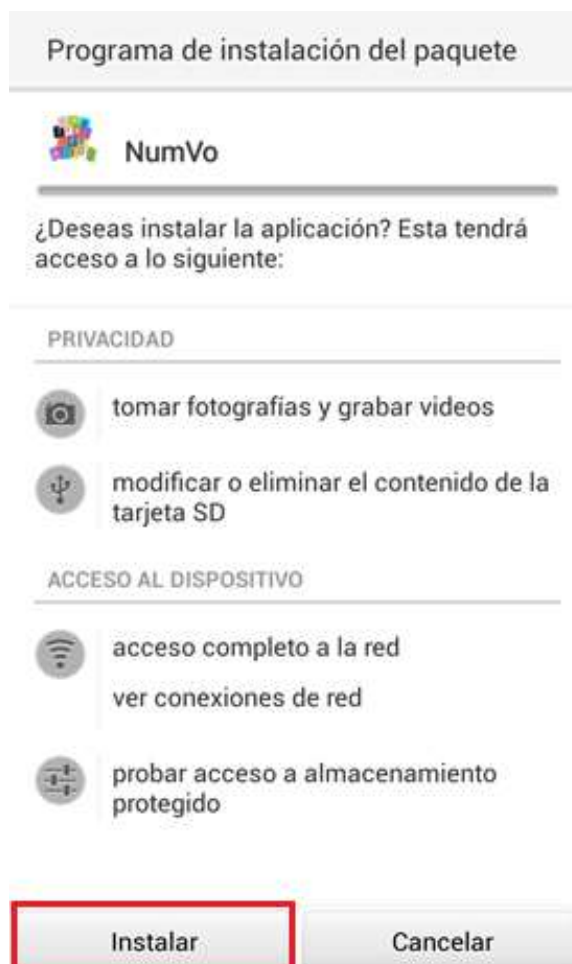 Programa de instalación del paquete
NumVo
¿Deseas instalar la aplicación? Esta tendrá
acceso a lo siguiente:
PRIVACIDAD
tomar fotografías y grabar videos
modificar o eliminar el contenido de la
tarjeta SD
ACCESO AL DISPOSITIVO
acceso completo a la red
ver conexiones de red
probar acceso a almacenamiento
protegido
Instalar
Cancelar